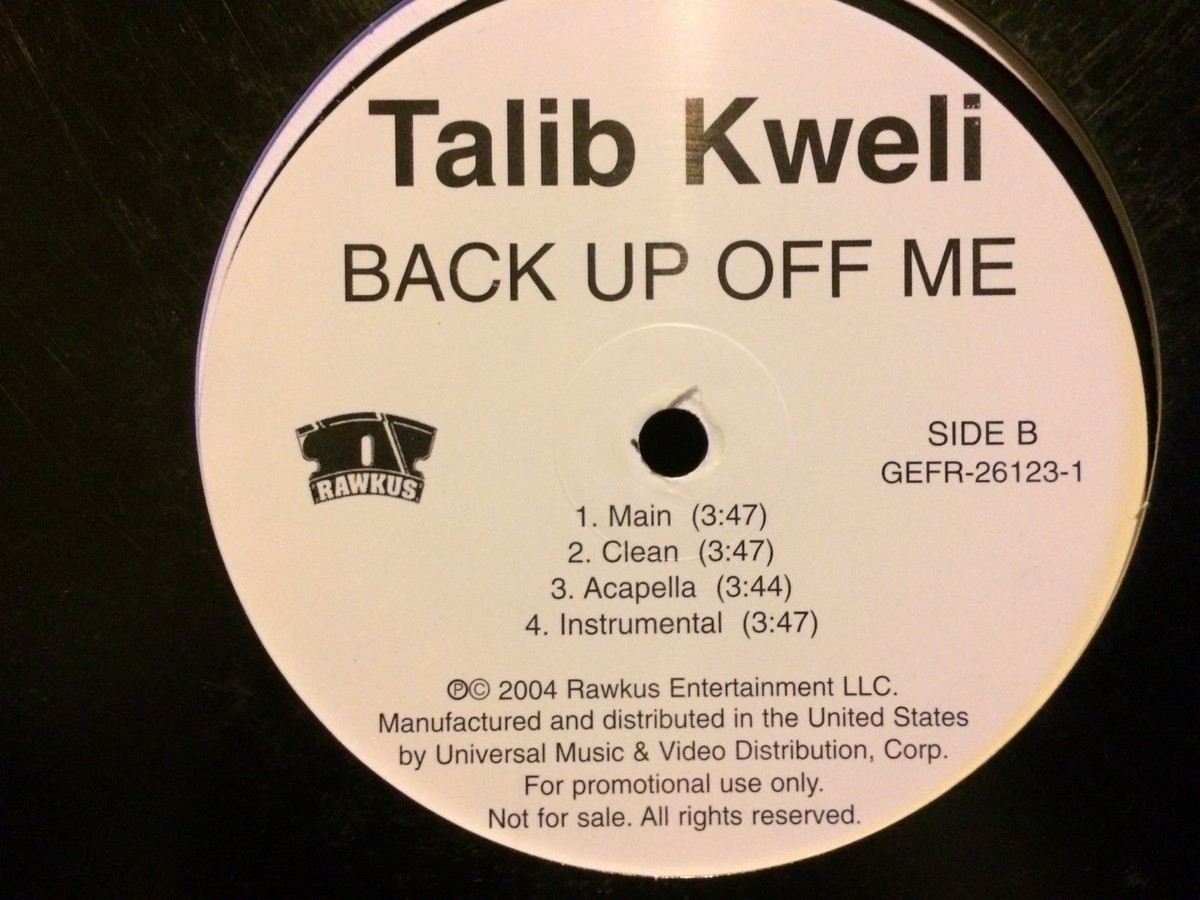 Talib Kweli
BACK UP OFF ME
RAWKUS
SIDE B
GEFR-26123-1
1. Main (3:47)
2. Clean (3:47)
3. Acapella (3:44)
4. Instrumental (3:47)
℗© 2004 Rawkus Entertainment LLC.
Manufactured and distributed in the United States
by Universal Music & Video Distribution, Corp.
For promotional use only.
Not for sale. All rights reserved.